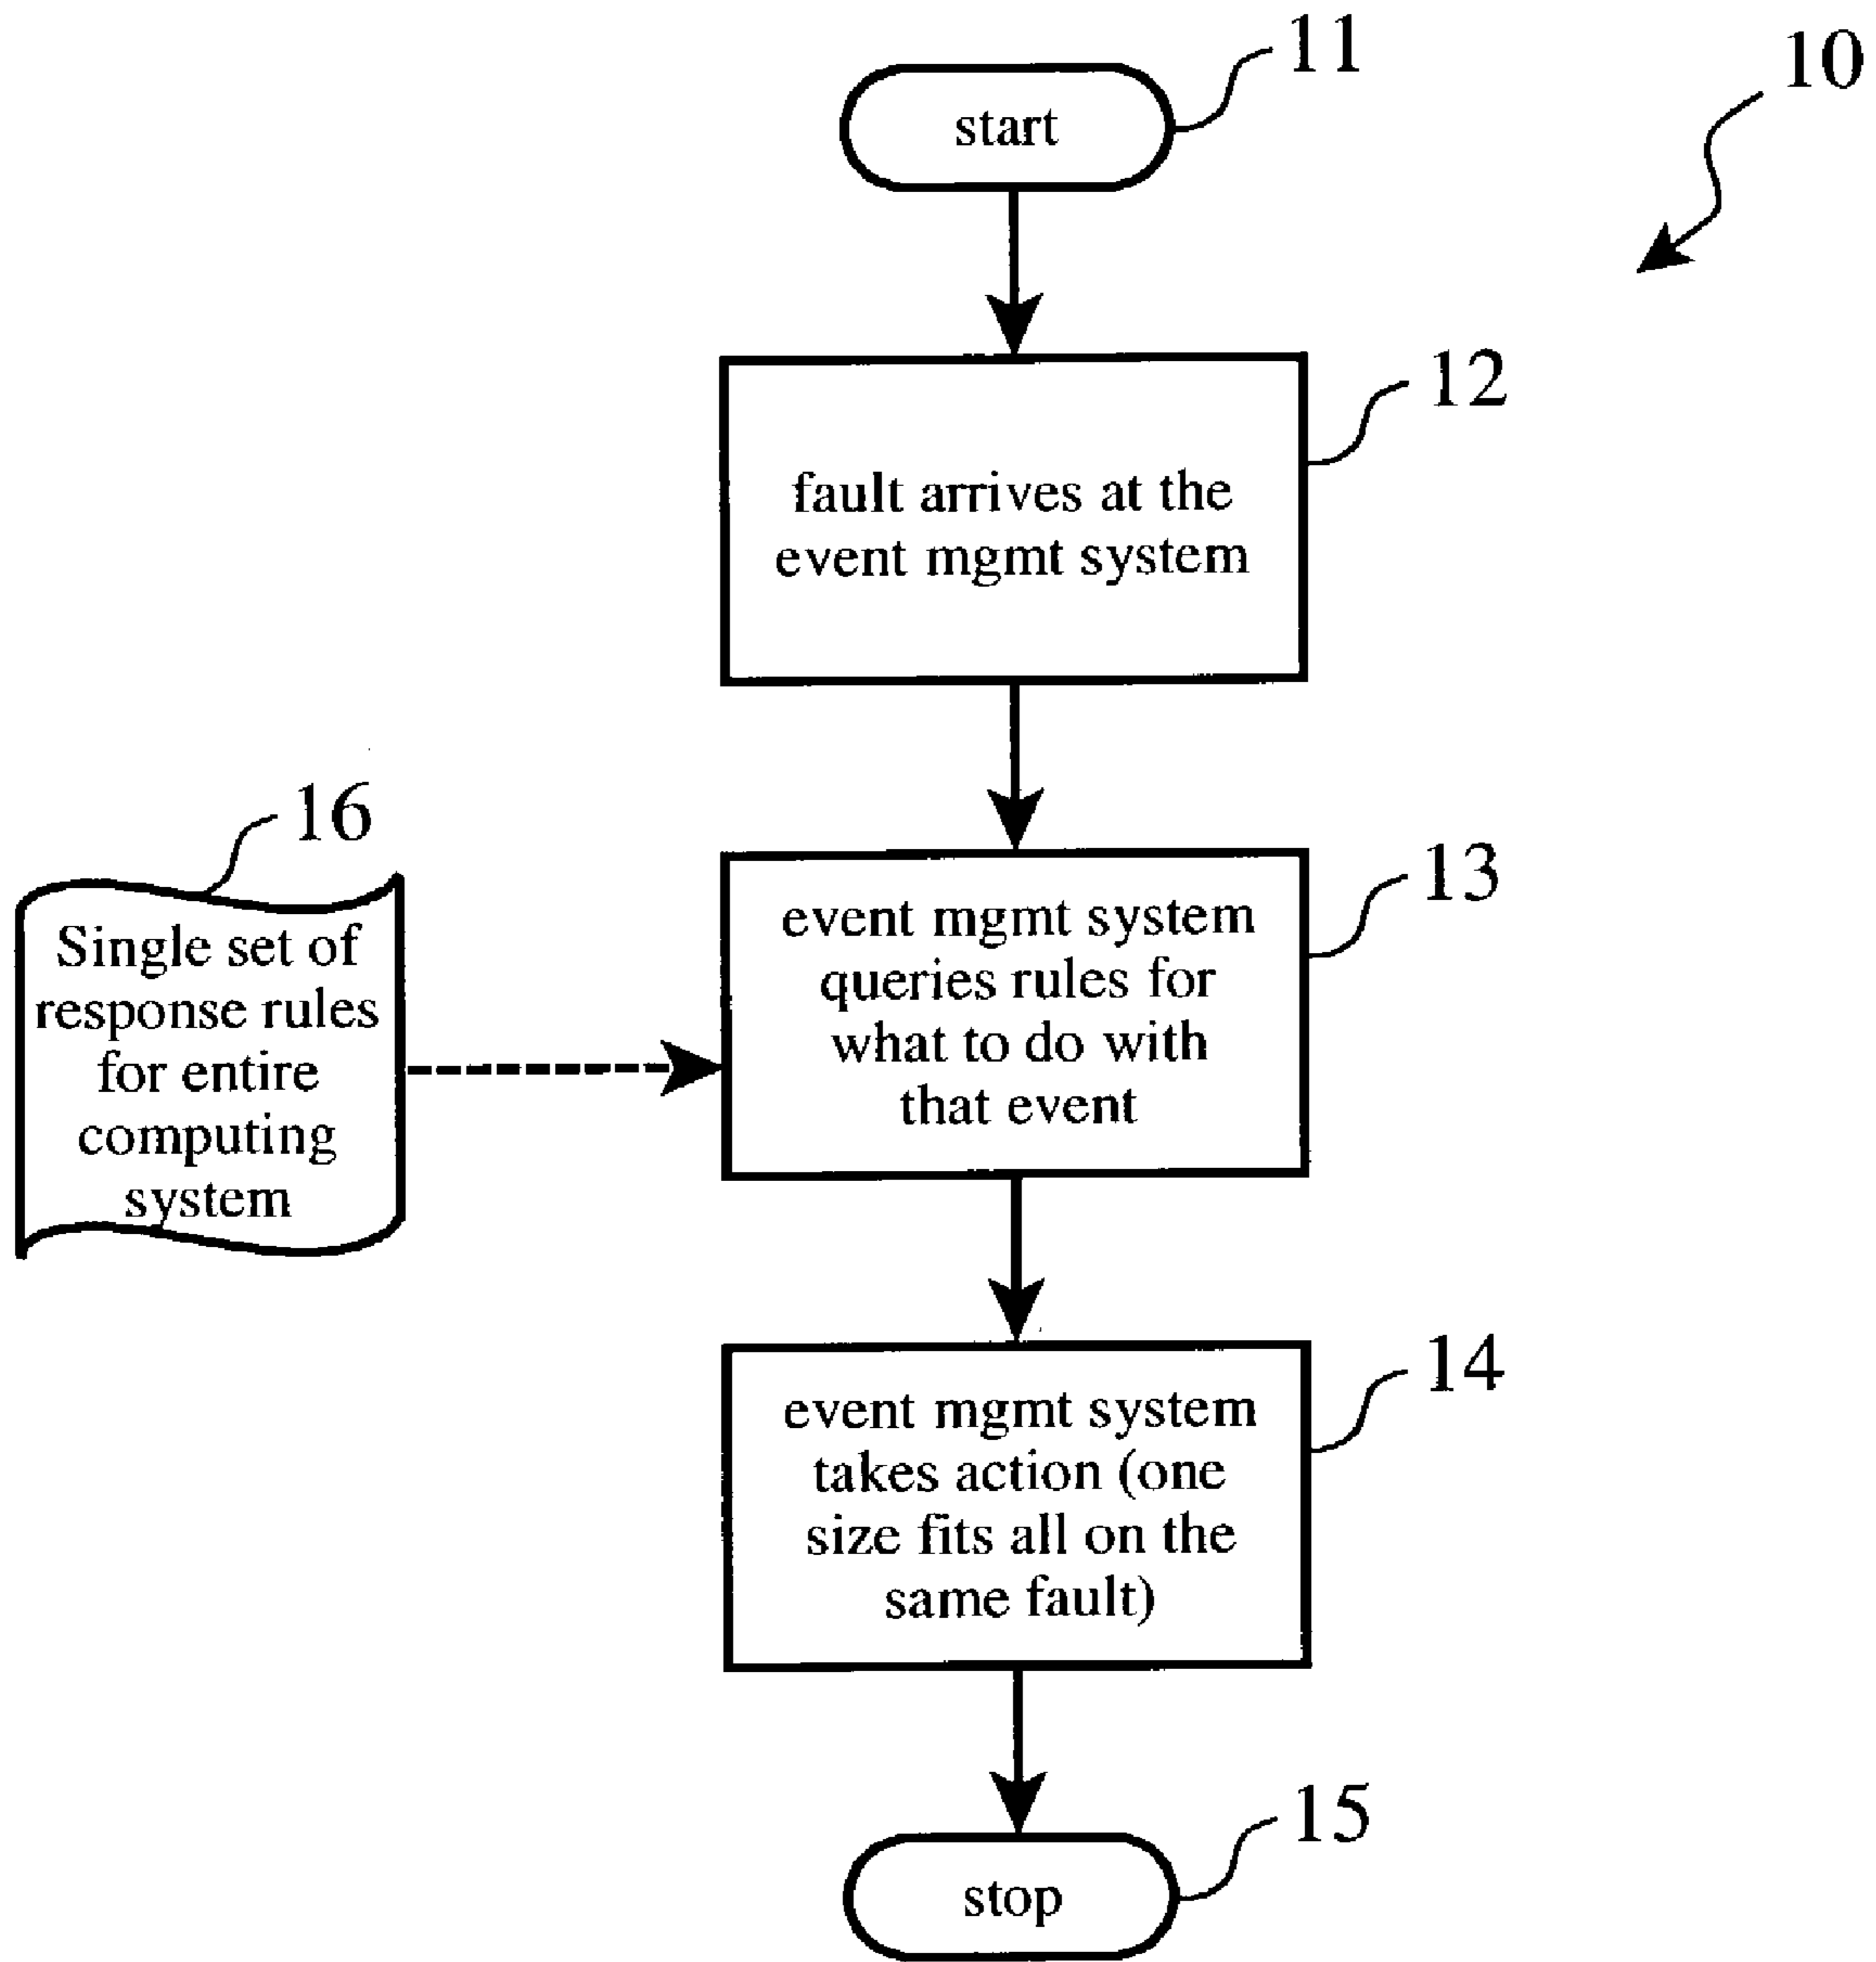 11
10
start
12
fault arrives at the
event mgmt system
16
13
Single set of
response rules
for entire
computing
system
event mgmt system
queries rules for
what to do with
that event
14
event mgmt system
takes action (one
size fits all on the
same fault)
15
stop